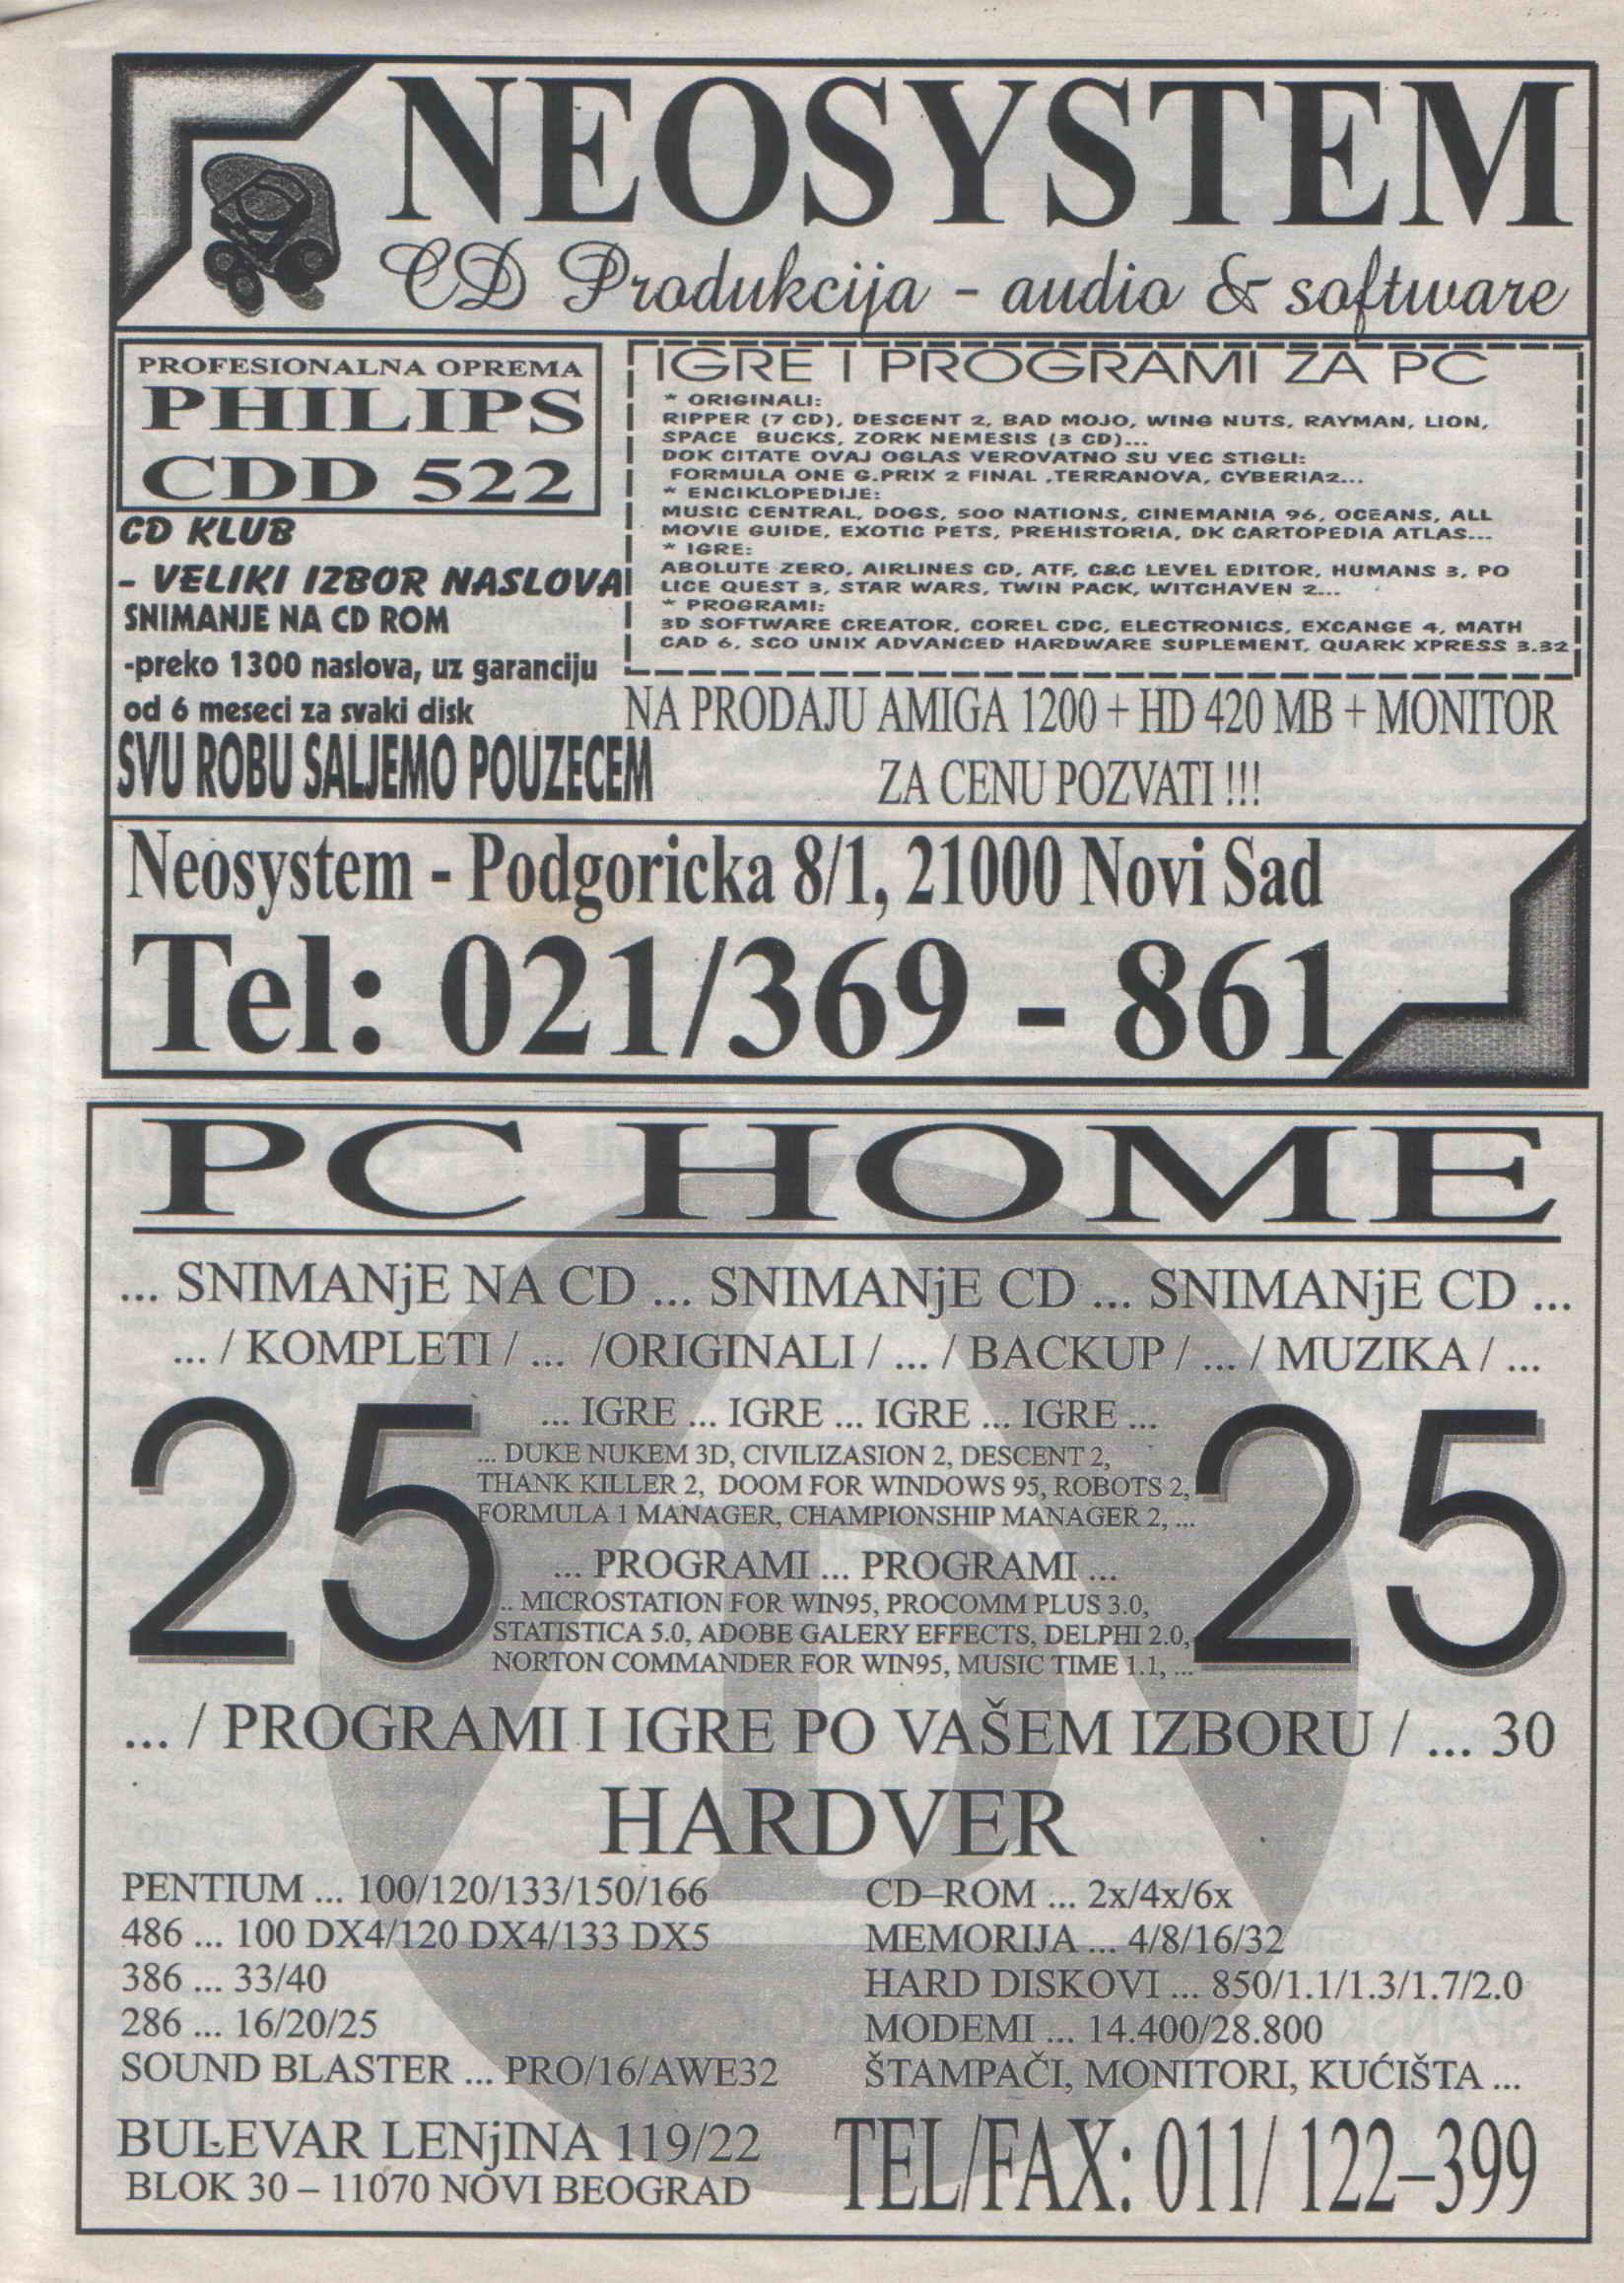 NEOSYSTEM
CD Produkcija - audio & software
PROFESIONALNA OPREMA
PHILIPS
CDD 522
CD KLUB
- VELIKI IZBOR NASLOVA
SNIMANJE NA CD ROM
-preko 1300 naslova, uz garanciju
od 6 meseci za svaki disk
SVU ROBU SALJEMO POUZECEM
IGRE I PROGRAMI ZA PC
* ORIGINALI:
RIPPER (7 CD), DESCENT 2, BAD MOJO, WING NUTS, RAYMAN, LION,
SPACE BUCKS, ZORK NEMESIS (3 CD)...
DOK CITATE OVAJ OGLAS VEROVATNO SU VEC STIGLI:
FORMULA ONE G.PRIX 2 FINAL ,TERRANOVA, CYBERIA2...
* ENCIKLOPEDIJE:
MUSIC CENTRAL, DOGS, 500 NATIONS, CINEMANIA 96, OCEANS, ALL
MOVIE GUIDE, EXOTIC PETS, PREHISTORIA, DK CARTOPEDIA ATLAS...
* IGRE:
ABOLUTE ZERO, AIRLINES CD, ATF, C&C LEVEL EDITOR, HUMANS 3, PO
LICE QUEST 3, STAR WARS, TWIN PACK, WITCHAVEN 2...
* PROGRAMI:
3D SOFTWARE CREATOR, COREL CDC, ELECTRONICS, EXCANGE 4, MATH
CAD 6, SCO UNIX ADVANCED HARDWARE SUPLEMENT, QUARK XPRESS 3.32
NA PRODAJU AMIGA 1200 + HD 420 MB + MONITOR
ZA CENU POZVATI !!!
Neosystem - Podgoricka 8/1, 21000 Novi Sad
Tel: 021/369 - 861
PC HOME
... SNIMANjE NA CD ... SNIMANjE CD ... SNIMANjE CD ...
... / KOMPLETI / ... /ORIGINALI / ... / BACKUP / ... / MUZIKA / ...
25
... IGRE ... IGRE ... IGRE ... IGRE ...
... DUKE NUKEM 3D, CIVILIZASION 2, DESCENT 2,
THANK KILLER 2, DOOM FOR WINDOWS 95, ROBOTS 2,
FORMULA 1 MANAGER, CHAMPIONSHIP MANAGER 2, ...
... PROGRAMI ... PROGRAMI ...
.. MICROSTATION FOR WIN95, PROCOMM PLUS 3.0,
STATISTICA 5.0, ADOBE GALERY EFFECTS, DELPHI 2.0,
NORTON COMMANDER FOR WIN95, MUSIC TIME 1.1, ...
25
... / PROGRAMI I IGRE PO VAŠEM IZBORU / ... 30
HARDVER
PENTIUM ... 100/120/133/150/166
486 ... 100 DX4/120 DX4/133 DX5
386 ... 33/40
286 ... 16/20/25
SOUND BLASTER ... PRO/16/AWE32
CD–ROM ... 2x/4x/6x
MEMORIJA ... 4/8/16/32
HARD DISKOVI ... 850/1.1/1.3/1.7/2.0
MODEMI ... 14.400/28.800
ŠTAMPAČI, MONITORI, KUĆIŠTA ...
BULEVAR LENjINA 119/22
BLOK 30 – 11070 NOVI BEOGRAD
TEL/FAX: 011/ 122–399